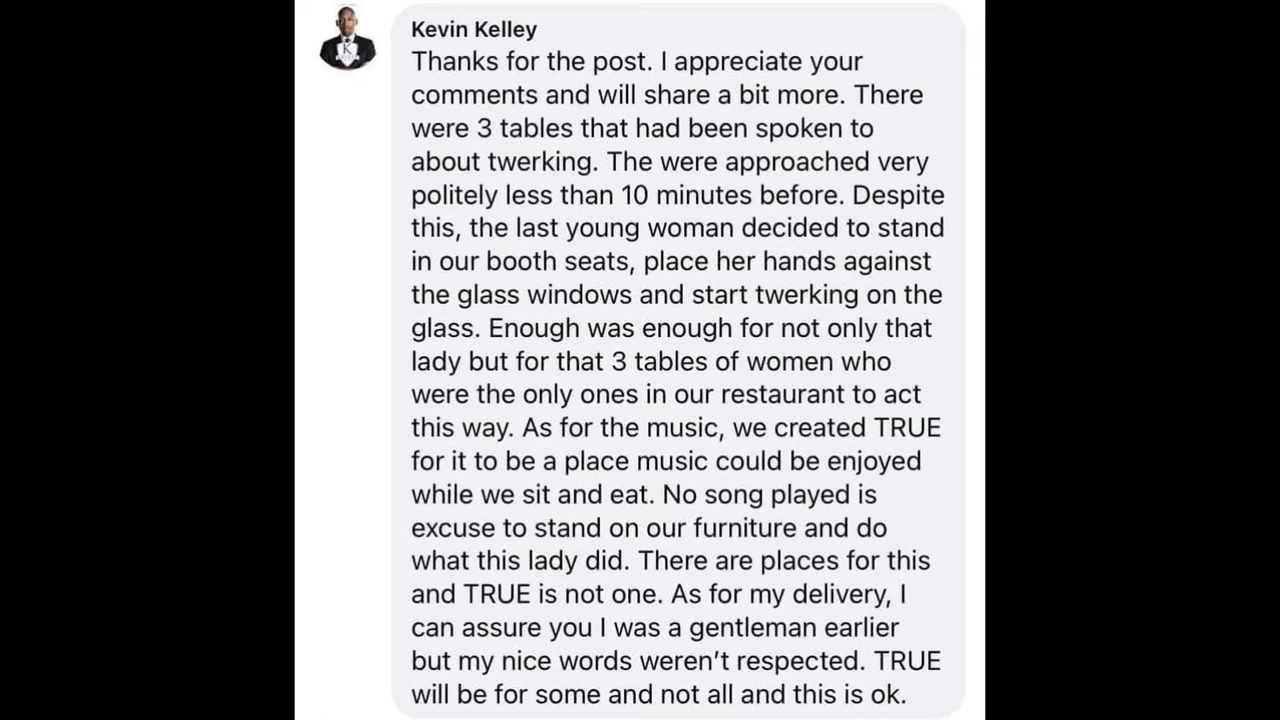 Kevin Kelley
Thanks for the post. I appreciate your
comments and will share a bit more. There
were 3 tables that had been spoken to
about twerking. The were approached very
politely less than 10 minutes before. Despite
this, the last young woman decided to stand
in our booth seats, place her hands against
the glass windows and start twerking on the
glass. Enough was enough for not only that
lady but for that 3 tables of women who
were the only ones in our restaurant to act
this way. As for the music, we created TRUE
for it to be a place music could be enjoyed
while we sit and eat. No song played is
excuse to stand on our furniture and do
what this lady did. There are places for this
and TRUE is not one. As for my delivery, I
can assure you I was a gentleman earlier
but my nice words weren’t respected. TRUE
will be for some and not all and this is ok.